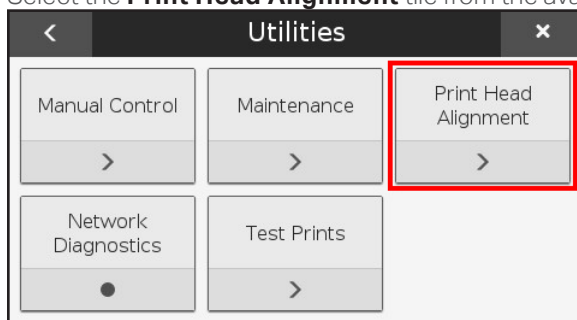 Select the Print Head Alignment tile from the ava
Utilities
Manual Control
Maintenance
Print Head
Alignment
Network
Diagnostics
Test Prints